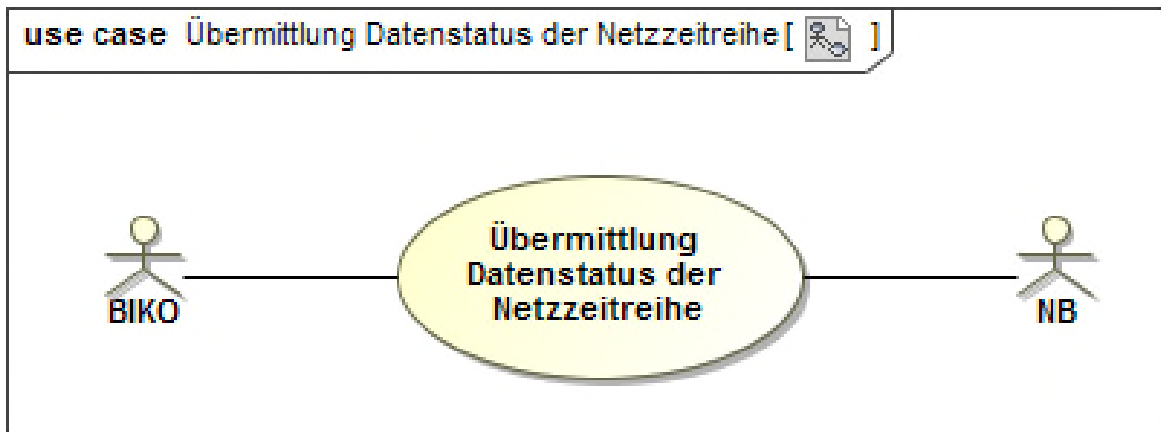 use case Übermittlung Datenstatus der Netzzeitreihe [ ]
Übermittlung
Datenstatus der
Netzzeitreihe
BIKO
NB